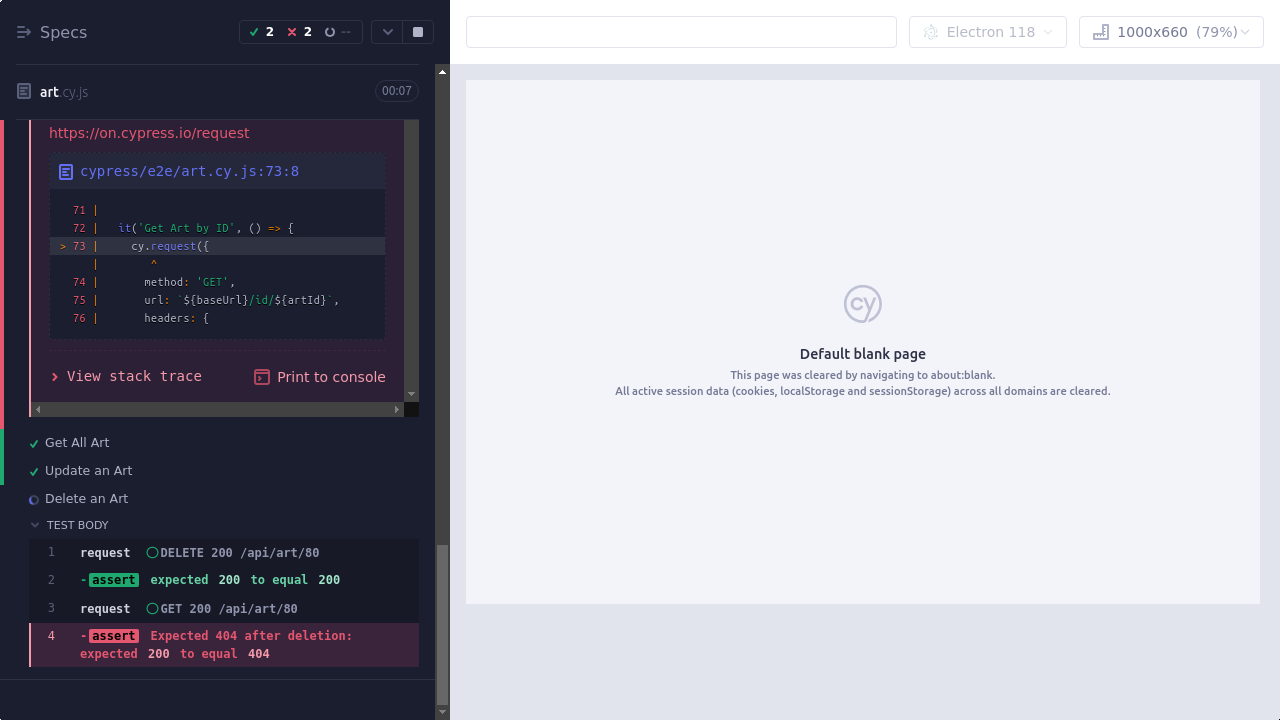 Specs
2
2
--
Electron 118
1000x660 (79%)
art.cy.js
00:07
https://on.cypress.io/request
cypress/e2e/art.cy.js:73:8
71 |
72 |   it('Get Art by ID', () => {
> 73 |     cy.request({
|        ^
74 |       method: 'GET',
75 |       url: `${baseUrl}/id/${artId}`,
76 |       headers: {
View stack trace
Print to console
Get All Art
Update an Art
Delete an Art
TEST BODY
1 request DELETE 200 /api/art/80
2 -assert expected 200 to equal 200
3 request GET 200 /api/art/80
4 -assert Expected 404 after deletion:
expected 200 to equal 404
cy
Default blank page
This page was cleared by navigating to about:blank.
All active session data (cookies, localStorage and sessionStorage) across all domains are cleared.